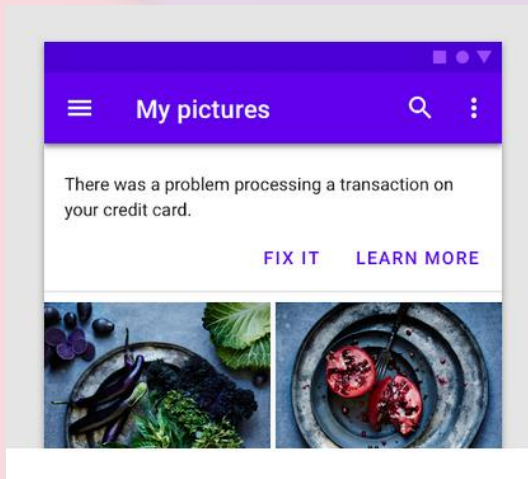 My pictures
There was a problem processing a transaction on
your credit card.
FIX IT LEARN MORE